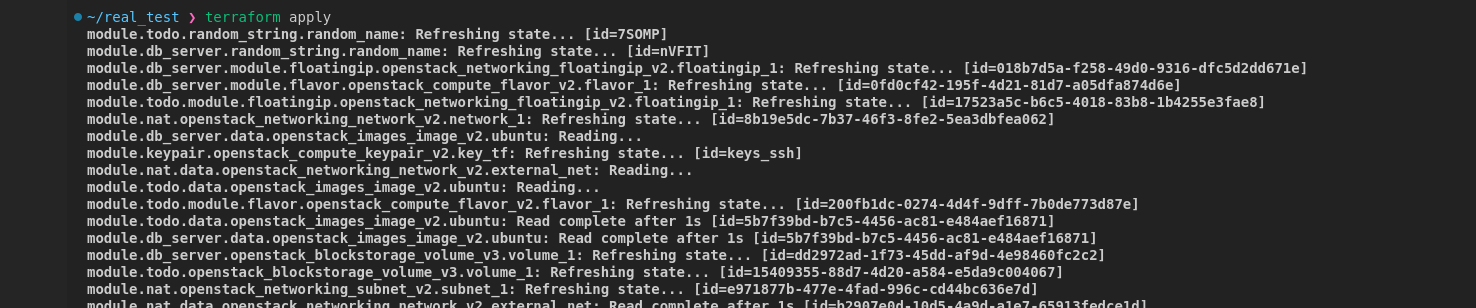 ~/real_test ❯ terraform apply
module.todo.random_string.random_name: Refreshing state... [id=7SOMP]
module.db_server.random_string.random_name: Refreshing state... [id=nVFIT]
module.db_server.module.floatingip.openstack_networking_floatingip_v2.floatingip_1: Refreshing state... [id=018b7d5a-f258-49d0-9316-dfc5d2dd671e]
module.db_server.module.flavor.openstack_compute_flavor_v2.flavor_1: Refreshing state... [id=0fd0cf42-195f-4d21-81d7-a05dfa874d6e]
module.todo.module.floatingip.openstack_networking_floatingip_v2.floatingip_1: Refreshing state... [id=17523a5c-b6c5-4018-83b8-1b4255e3fae8]
module.nat.openstack_networking_network_v2.network_1: Refreshing state... [id=8b19e5dc-7b37-46f3-8fe2-5ea3dbfea062]
module.db_server.data.openstack_images_image_v2.ubuntu: Reading...
module.keypair.openstack_compute_keypair_v2.key_tf: Refreshing state... [id=keys_ssh]
module.nat.data.openstack_networking_network_v2.external_net: Reading...
module.todo.data.openstack_images_image_v2.ubuntu: Reading...
module.todo.module.flavor.openstack_compute_flavor_v2.flavor_1: Refreshing state... [id=200fb1dc-0274-4d4f-9dff-7b0de773d87e]
module.todo.data.openstack_images_image_v2.ubuntu: Read complete after 1s [id=5b7f39bd-b7c5-4456-ac81-e484aef16871]
module.db_server.data.openstack_images_image_v2.ubuntu: Read complete after 1s [id=5b7f39bd-b7c5-4456-ac81-e484aef16871]
module.db_server.openstack_blockstorage_volume_v3.volume_1: Refreshing state... [id=dd2972ad-1f73-45dd-af9d-4e98460fc2c2]
module.todo.openstack_blockstorage_volume_v3.volume_1: Refreshing state... [id=15409355-88d7-4d20-a584-e5da9c004067]
module.nat.openstack_networking_subnet_v2.subnet_1: Refreshing state... [id=e971877b-477e-4fad-996c-cd44bc636e7d]
module.nat.data.openstack_networking_network_v2.external_net: Read complete after 1s [id=b2907e0d-10d5-4a9d-a1e7-65913fedce1d]